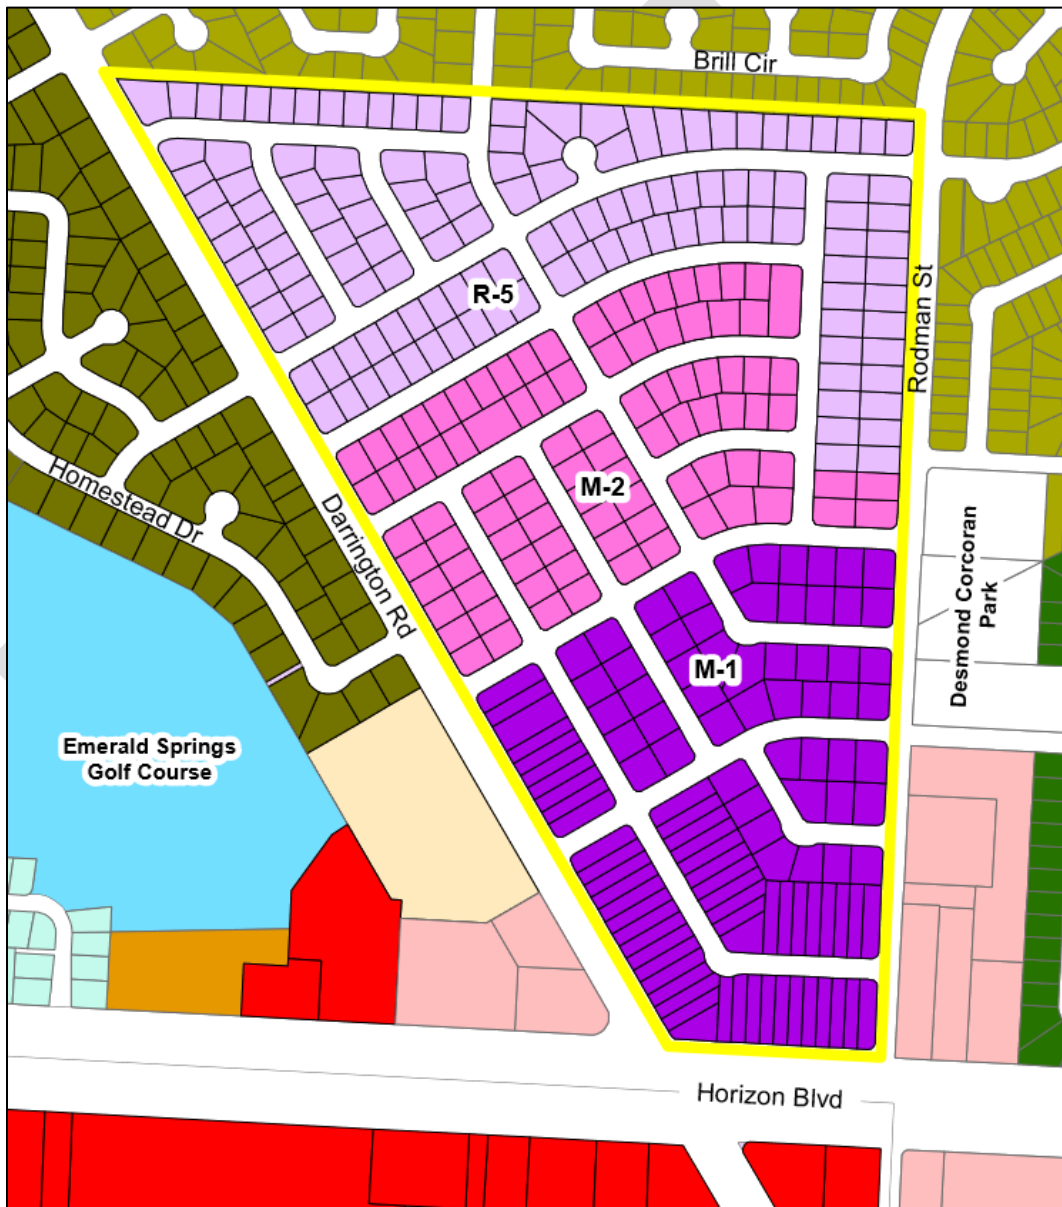 Brill Cir
R-5
Rodman St
M-2
Homestead Dr
Darrington Rd
Desmond Corcoran
Park
M-1
Emerald Springs
Golf Course
Horizon Blvd